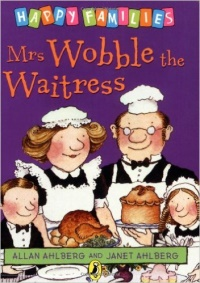 HAPPY FAMILIES
Mrs Wobble the
Waitress
ALLAN AHLBERG AND JANET AHLBERG